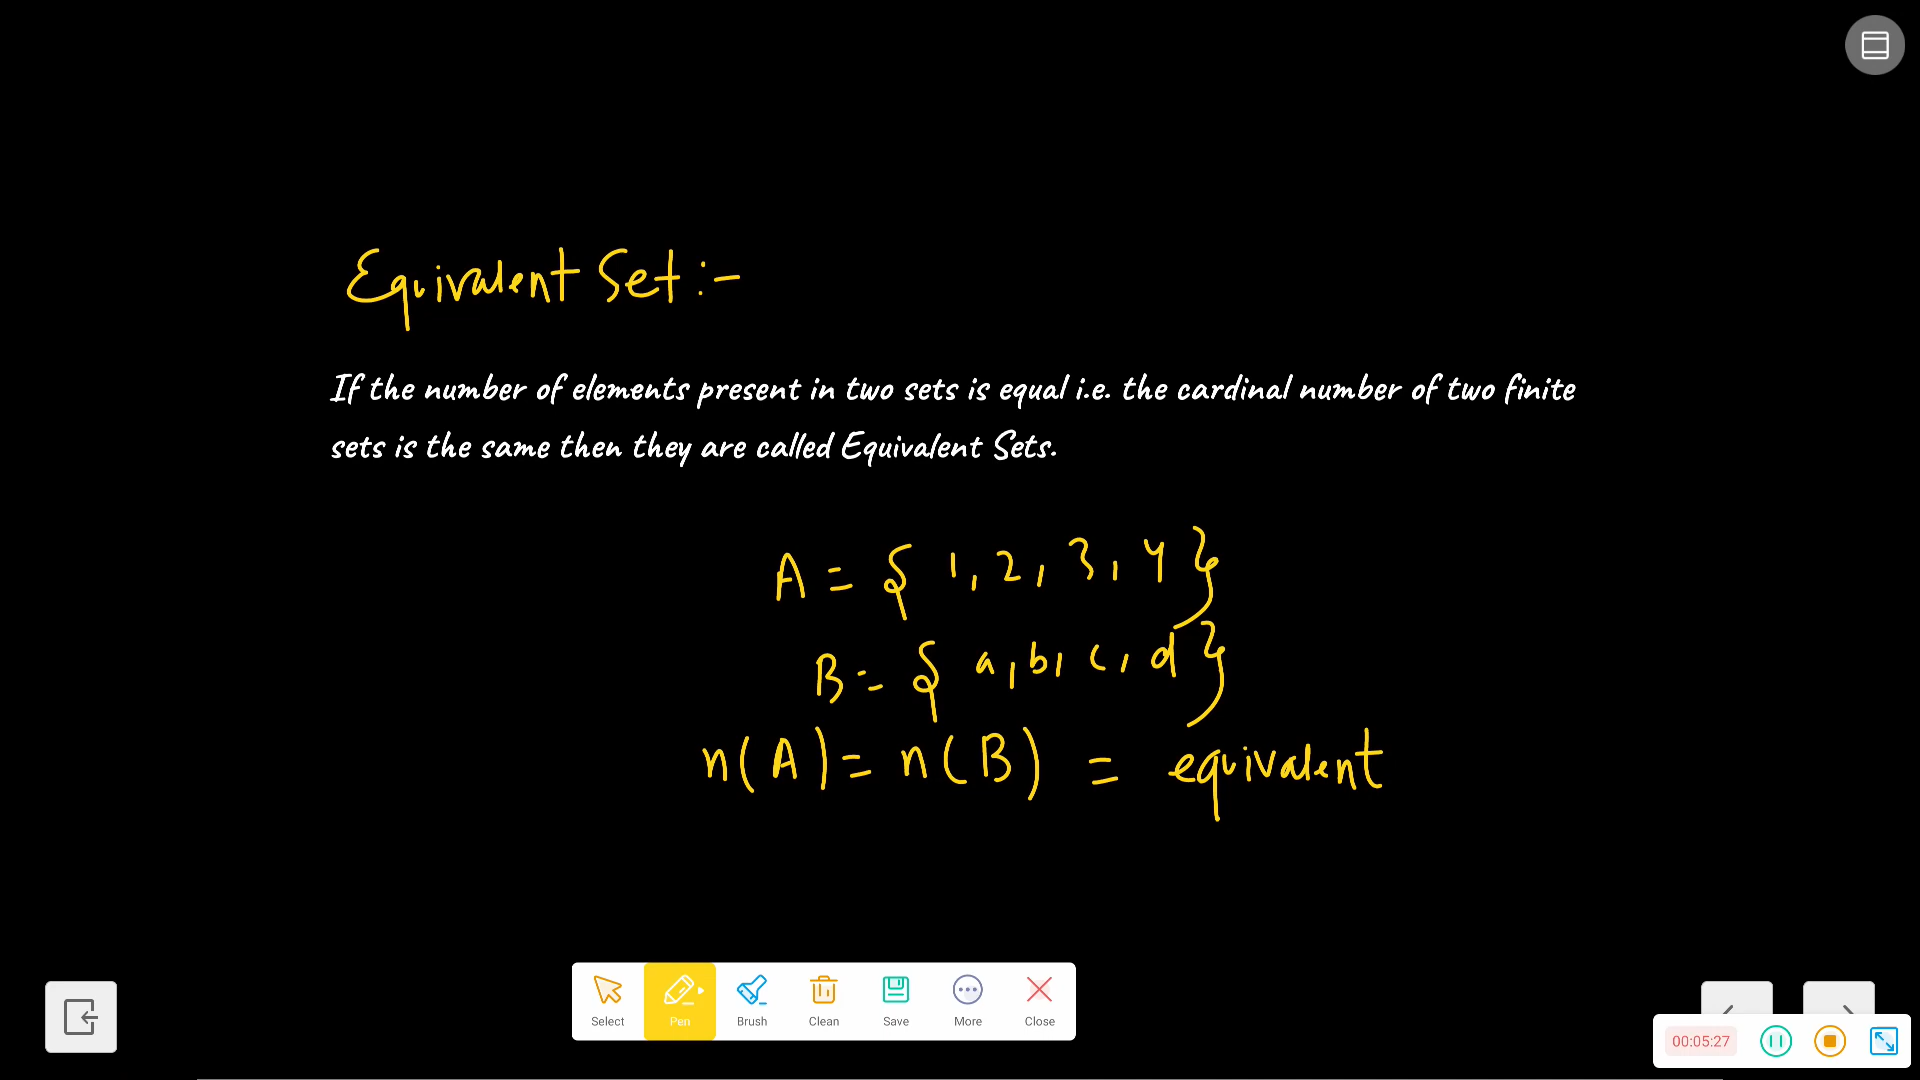 Equivalent Set :-
If the number of elements present in two sets is equal i.e. the cardinal number of two finite
sets is the same then they are called Equivalent Sets.
A = { 1, 2, 3, 4 }
B = { a, b, c, d }
n(A) = n(B) = equivalent
Select Pen Brush Clean Save More Close
00:05:27